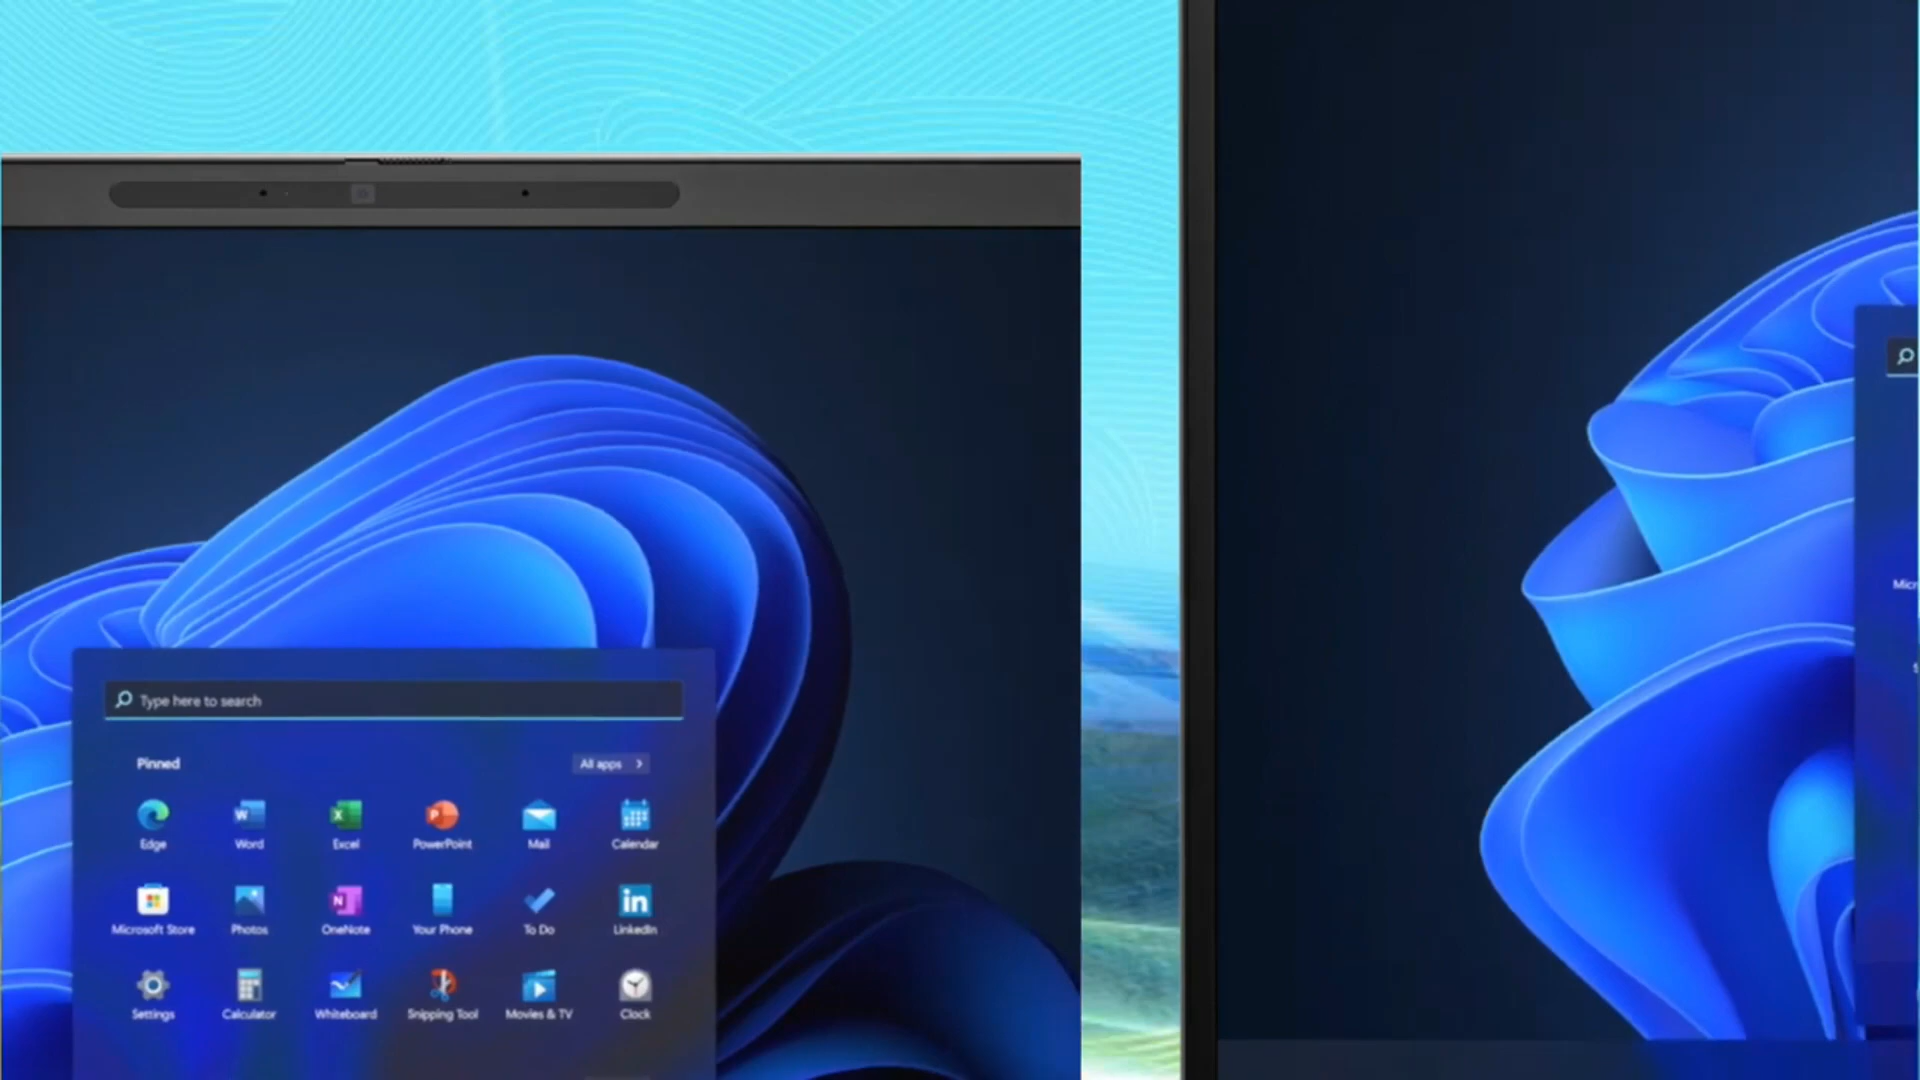 Type here to search
Pinned
All apps
Edge
Word
Excel
PowerPoint
Mail
Calendar
Microsoft Store
Photos
OneNote
Your Phone
To Do
LinkedIn
Settings
Calculator
Whiteboard
Snipping Tool
Movies & TV
Clock